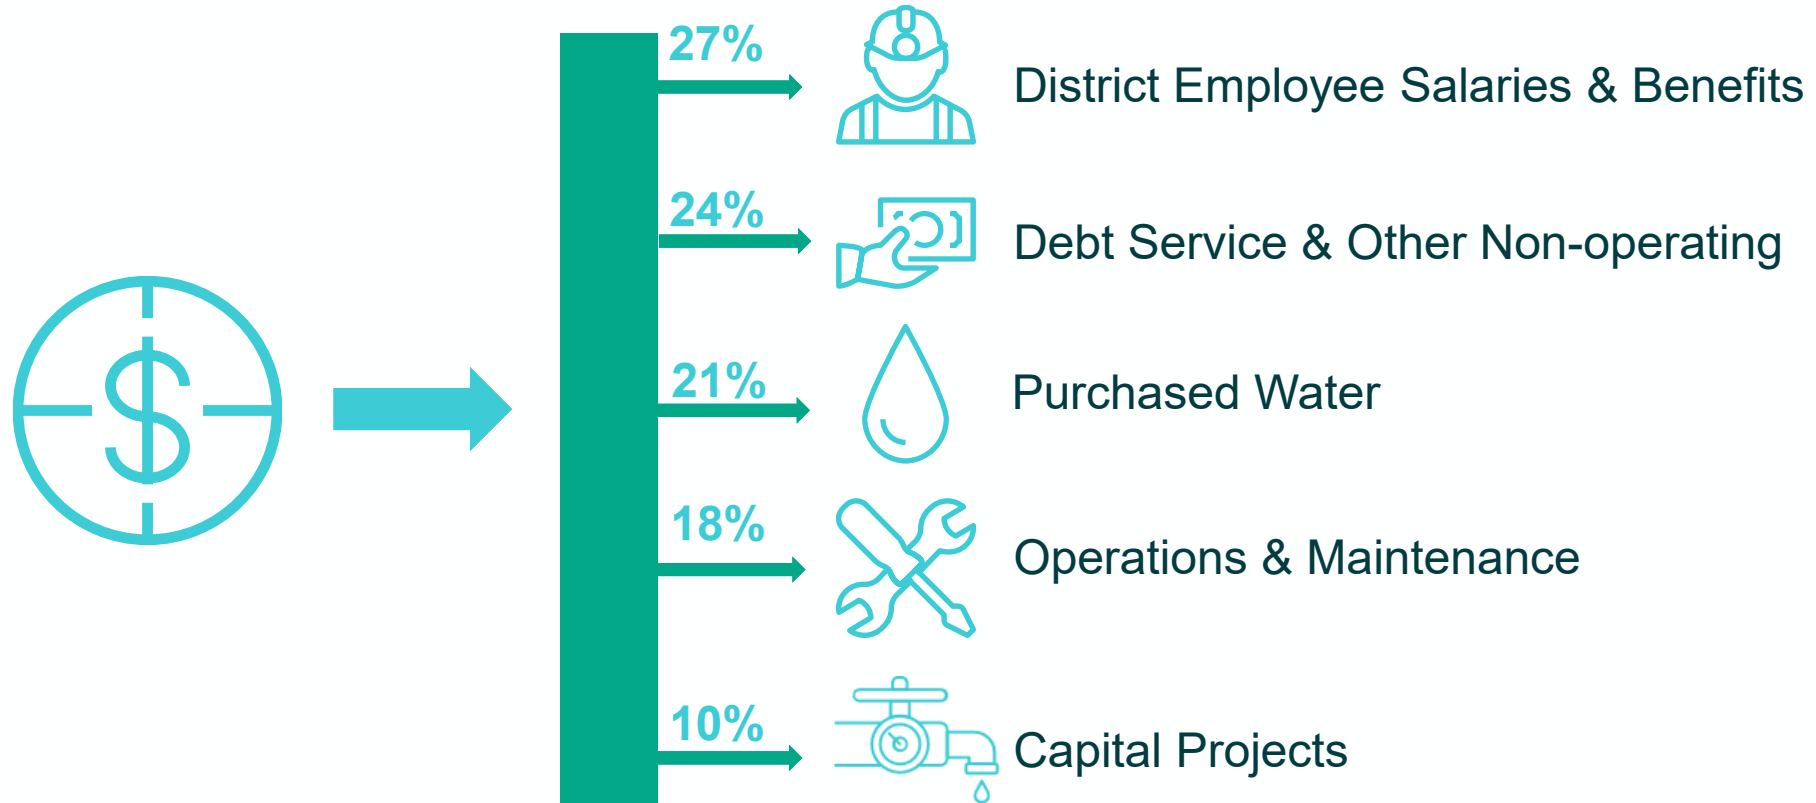 27%
District Employee Salaries & Benefits
24%
Debt Service & Other Non-operating
21%
Purchased Water
18%
Operations & Maintenance
10%
Capital Projects